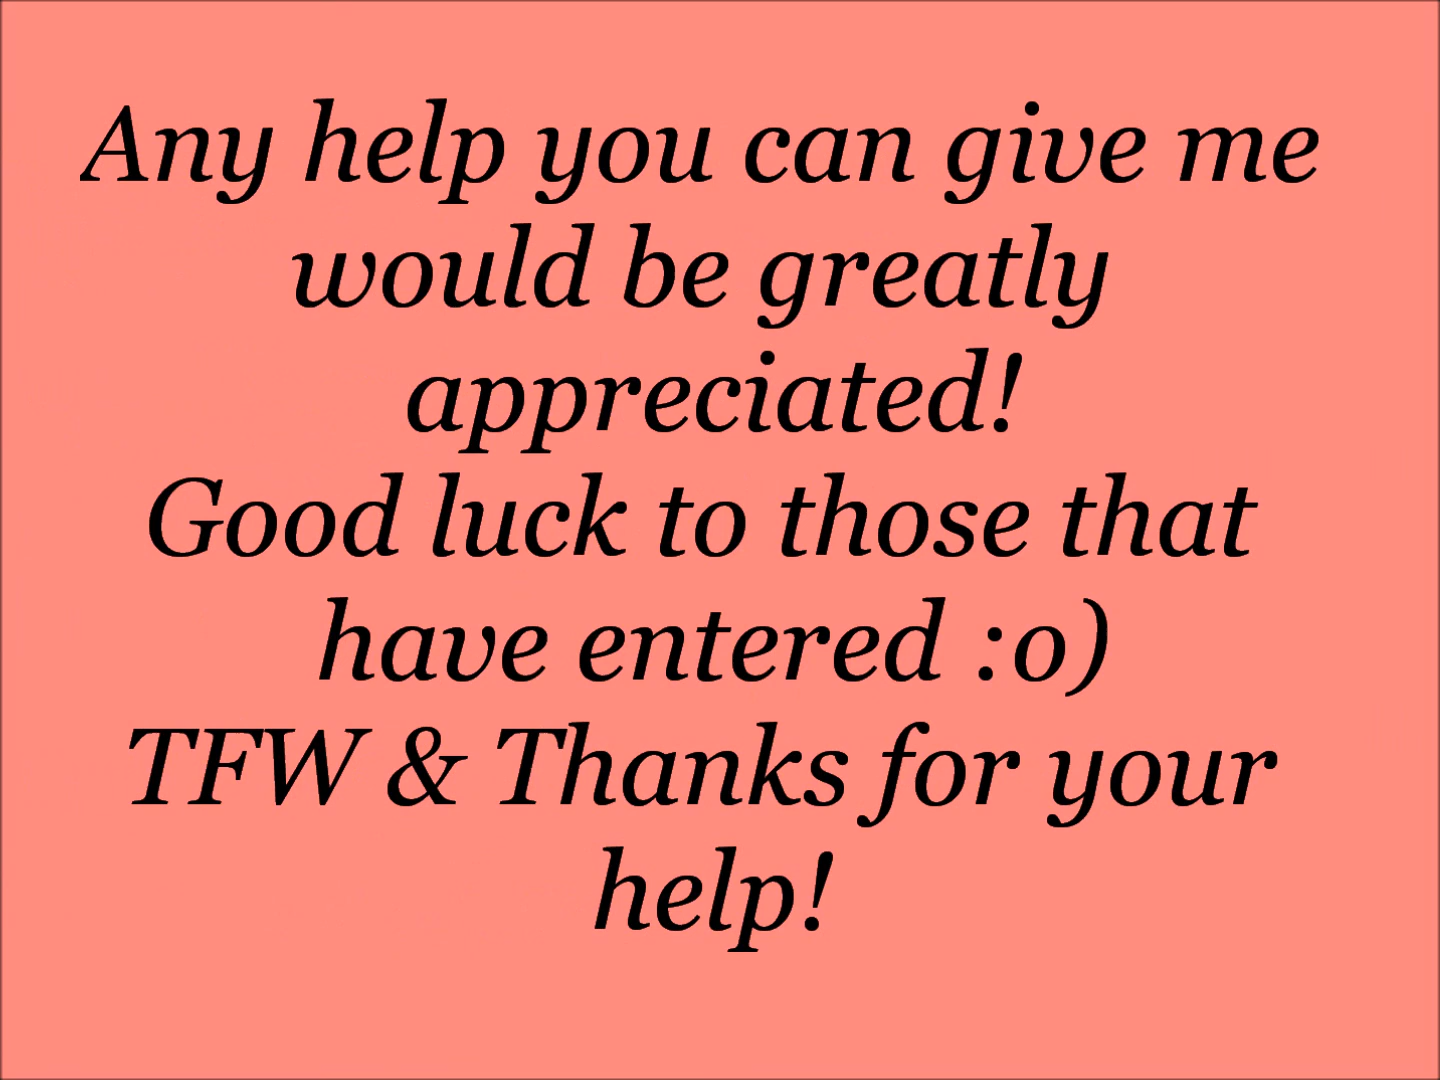 Any help you can give me
would be greatly
appreciated!
Good luck to those that
have entered :o)
TFW & Thanks for your
help!